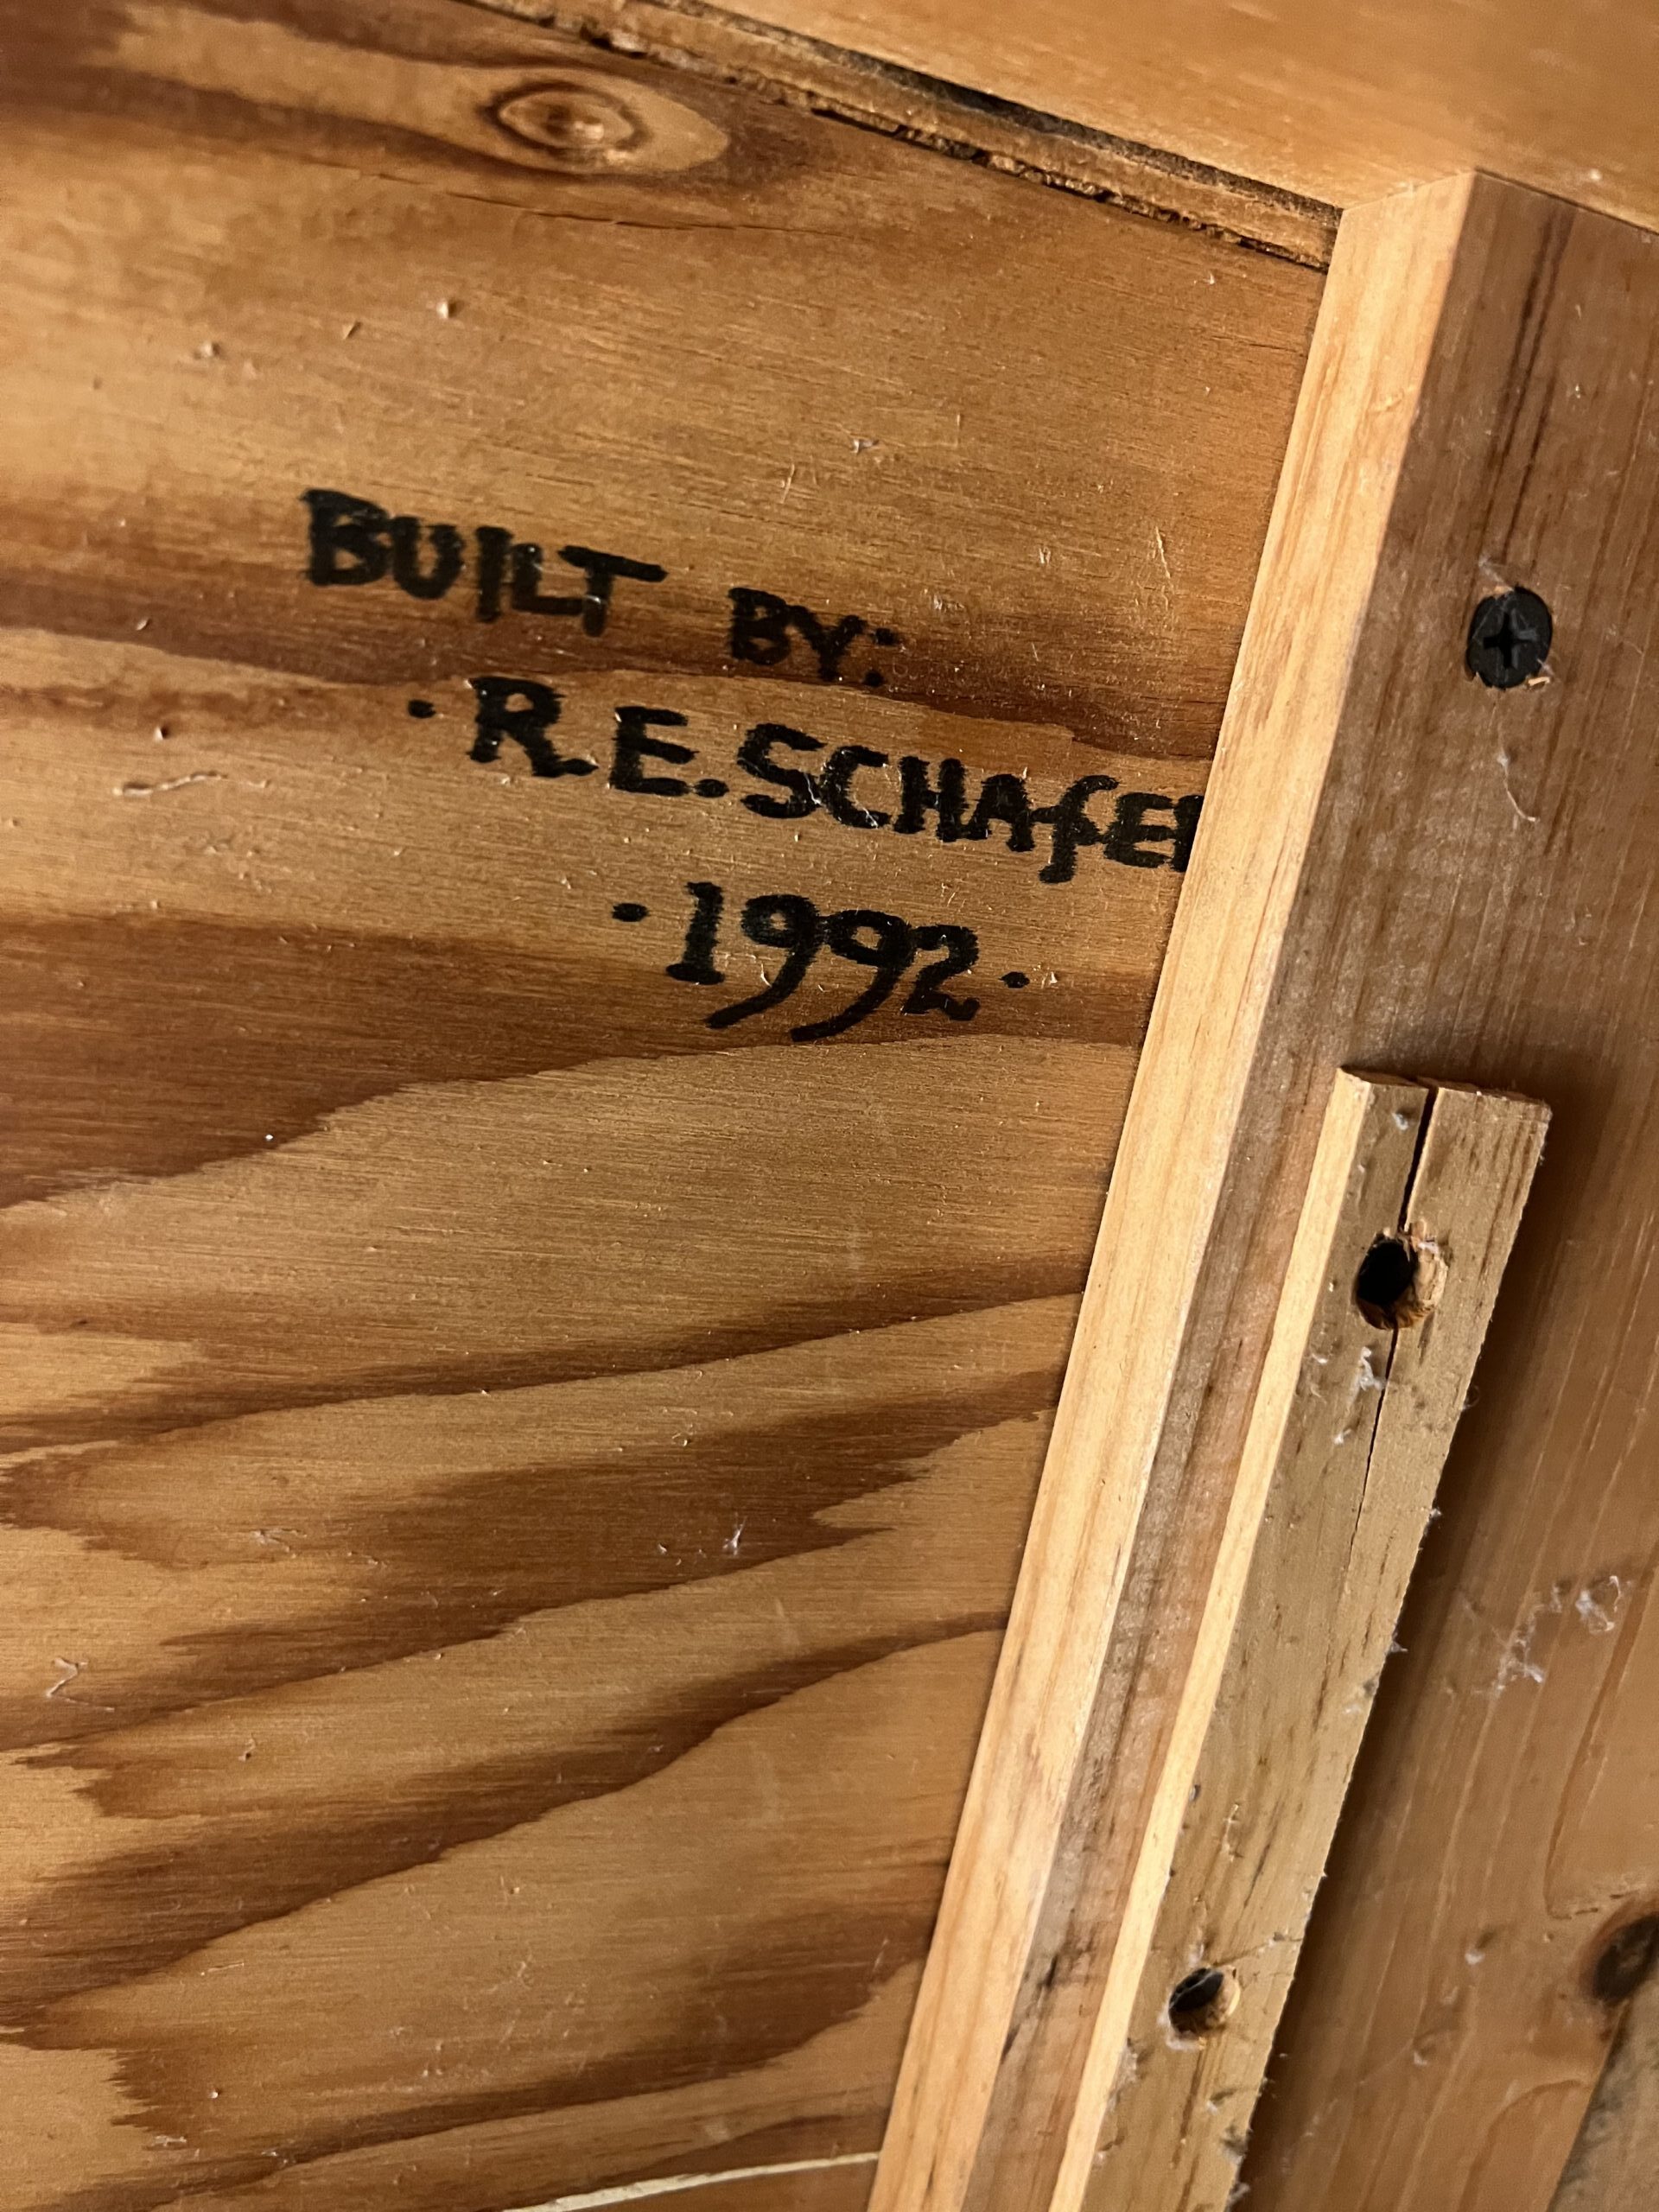 BUILT BY:
·R.E.SCHAfER
·1992·